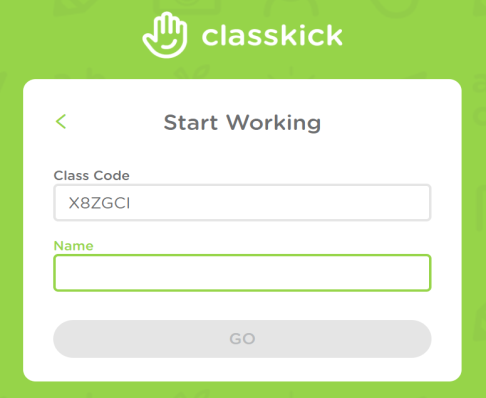 classkick
Start Working
Class Code
X8ZGCI
Name
GO